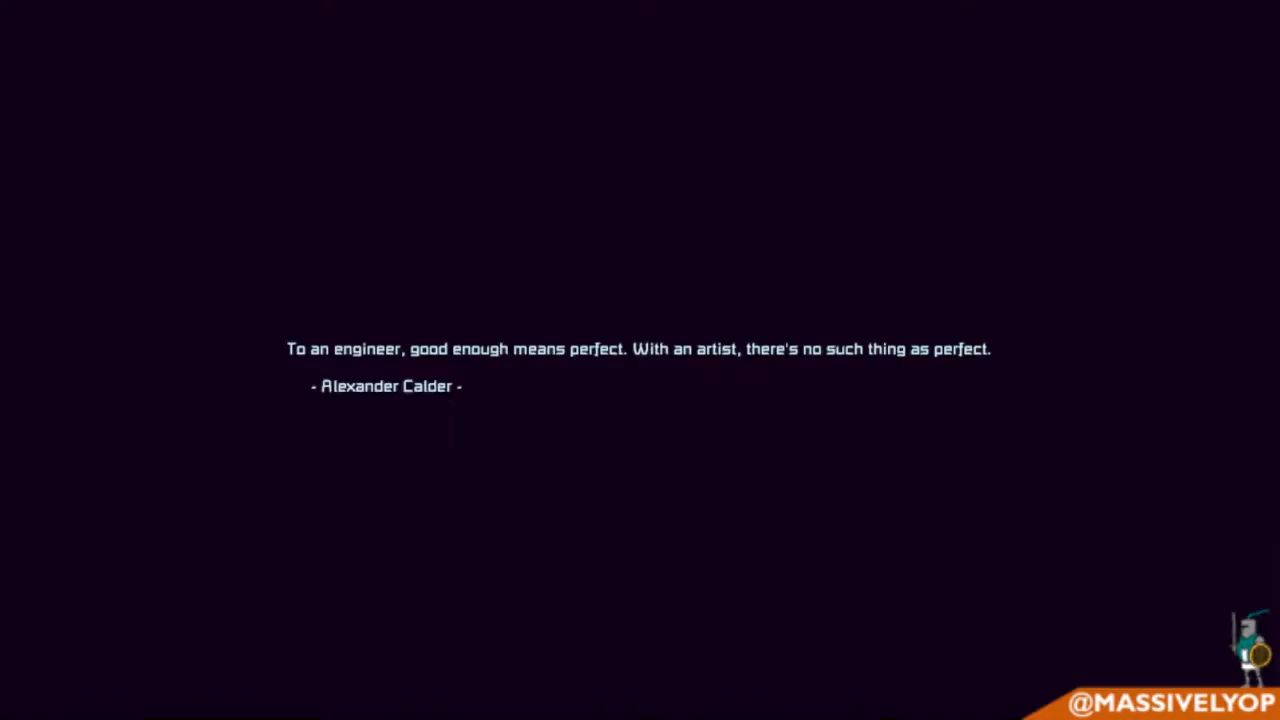 To an engineer, good enough means perfect. With an artist, there's no such thing as perfect.
- Alexander Calder -
@MASSIVELYOP